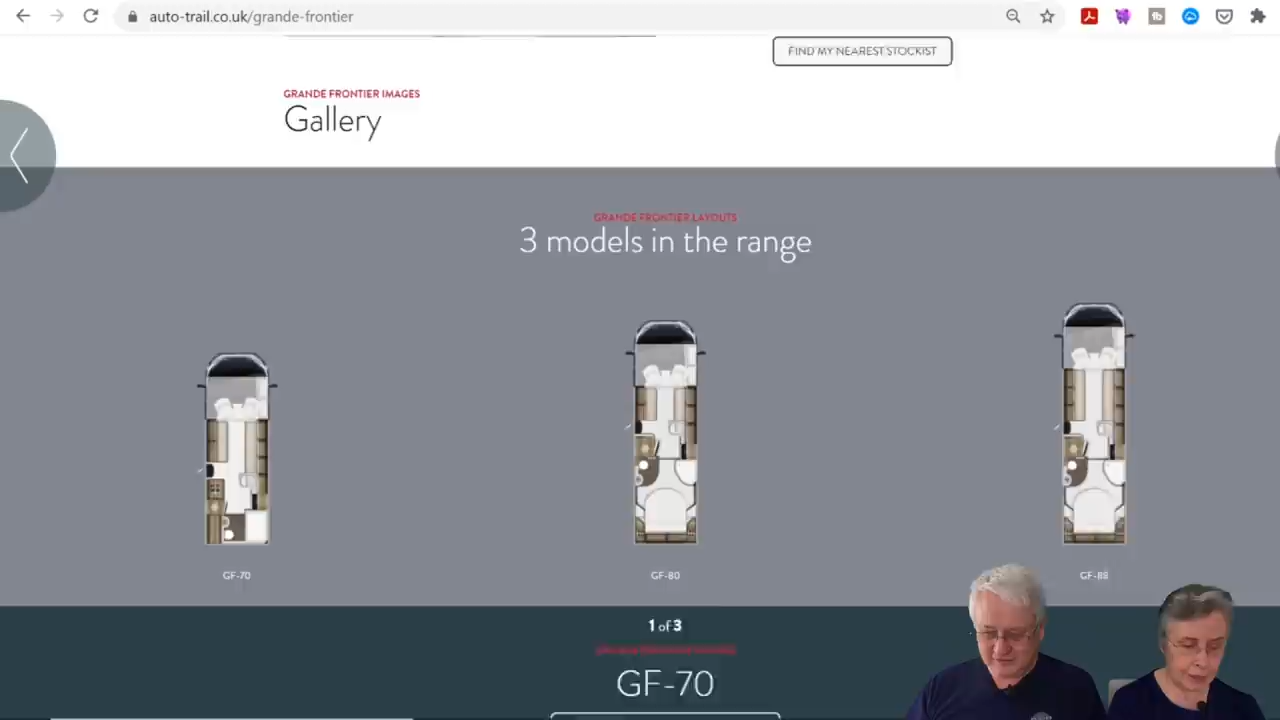 auto-trail.co.uk/grande-frontier
FIND MY NEAREST STOCKIST
GRANDE FRONTIER IMAGES
Gallery
GRANDE FRONTIER LAYOUTS
3 models in the range
GF-70
GF-80
GF-88
1 of 3
GF-70